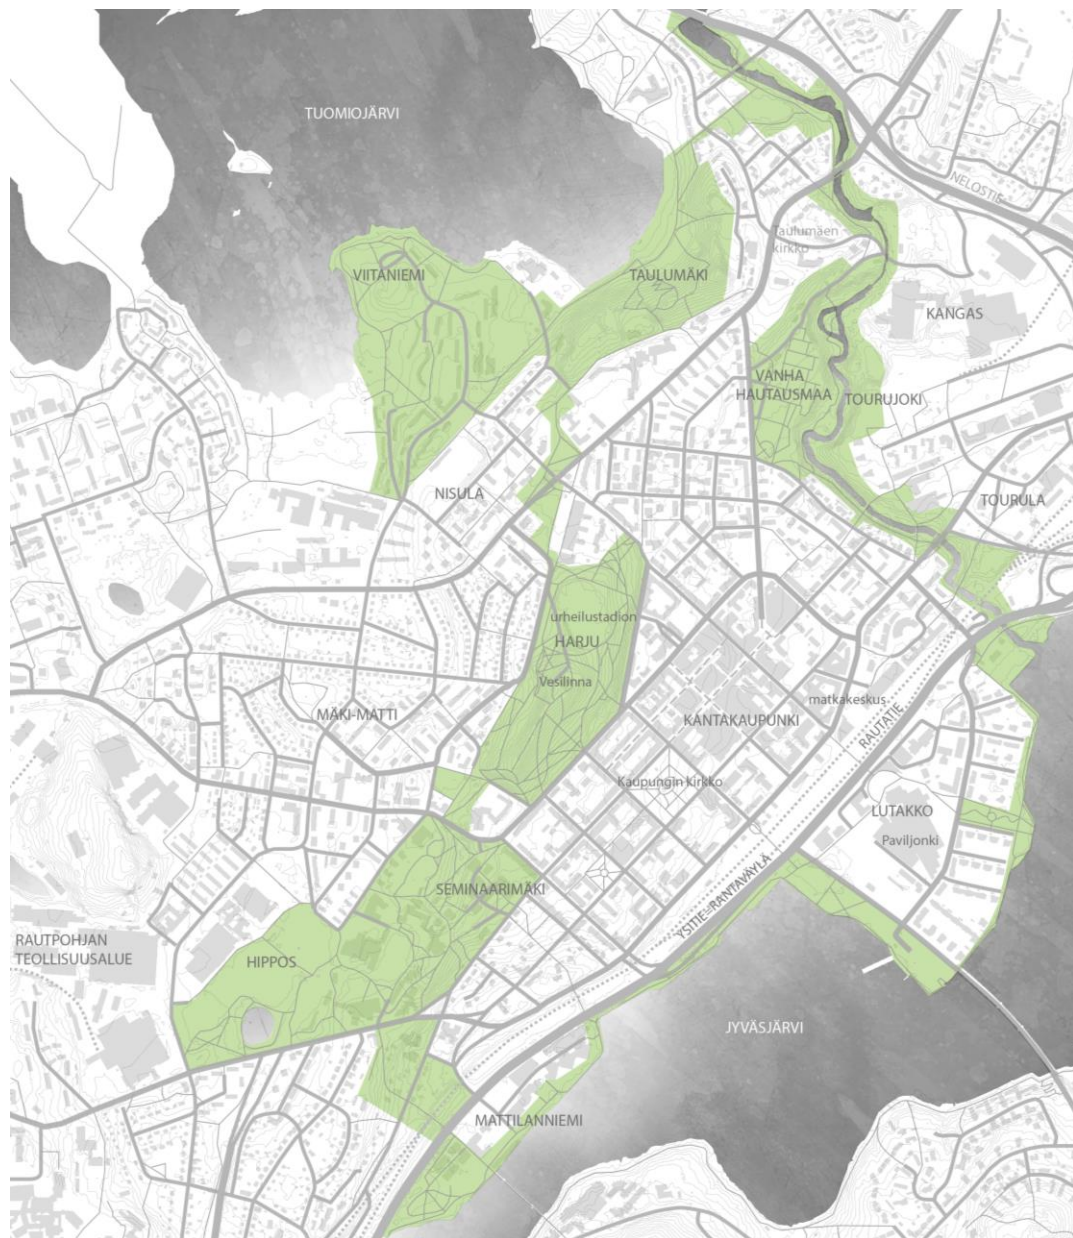 TUOMIOJÄRVI
NELOSTIE
Taulumäen
kirkko
VIITANIEMI
TAULUMÄKI
KANGAS
VANHA
HAUTAUSMAA
TOURUJOKI
NISULA
TOURULA
urheilustadion
HARJU
Vesilinna
MÄKI-MATTI
KANTAKAUPUNKI
matkakeskus
RAUTATIE
Kaupungin kirkko
LUTAKKO
Paviljonki
SEMINAARIMÄKI
YSITIE-RANTAVÄYLÄ
RAUTPOHJAN
TEOLLISUUSALUE
HIPPOS
JYVÄSJÄRVI
MATTILANNIEMI